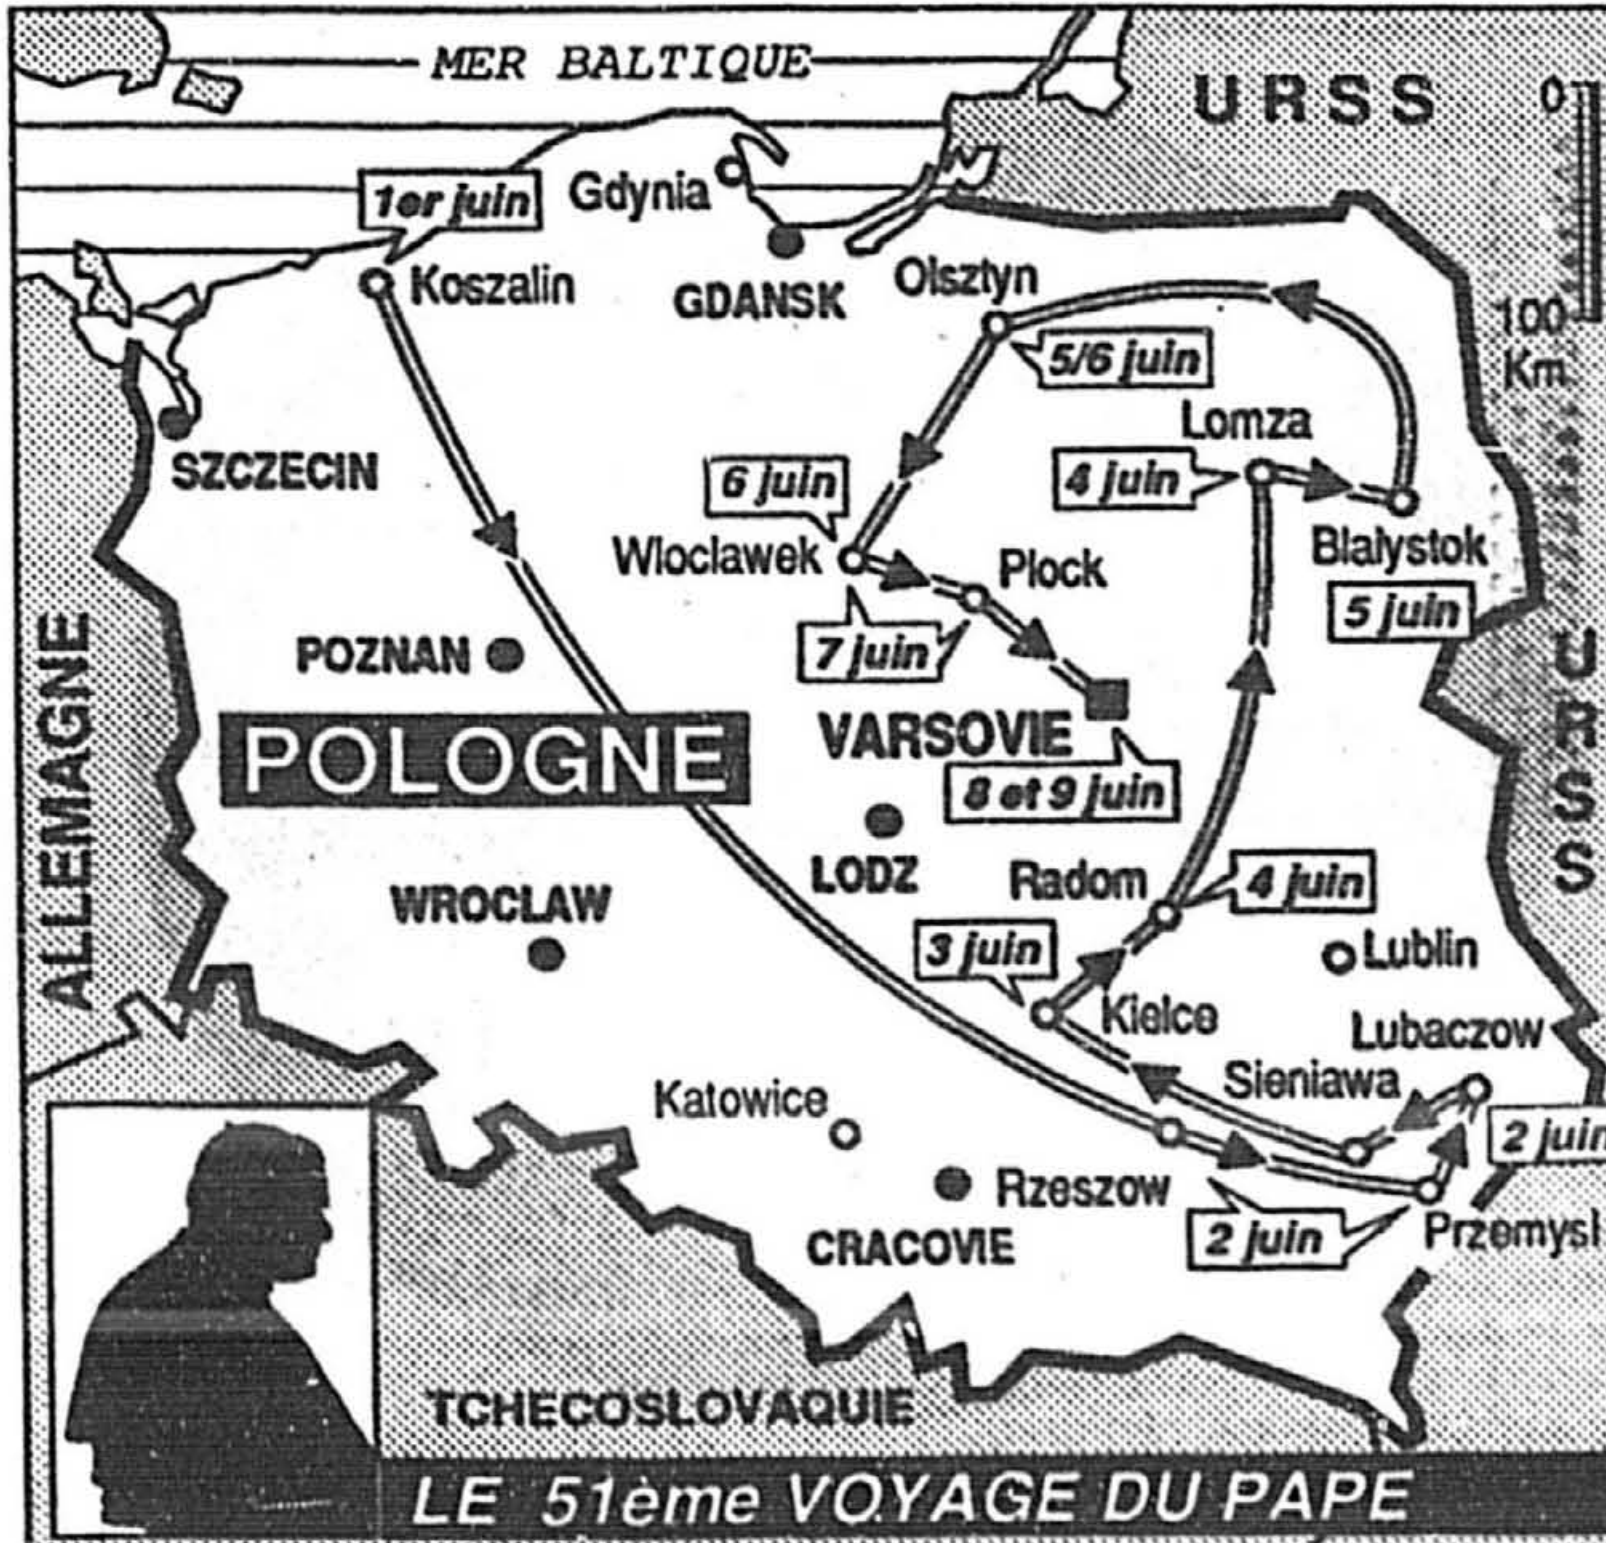 MER BALTIQUE
URSS
0
100
Km.
1er juin
Koszalin
Gdynia
GDANSK
Olsztyn
5/6 juin
SZCZECIN
Lomza
4 juin
Bialystok
5 juin
6 juin
Wloclawek
Plock
7 juin
POZNAN
POLOGNE
VARSOVIE
8 et 9 juin
ALLEMAGNE
URSS
LODZ
WROCLAW
Radom
4 juin
3 juin
Kielce
Lublin
Lubaczow
Sieniawa
2 juin
Katowice
Rzeszow
2 juin
Przemysl
CRACOVIE
TCHECOSLOVAQUIE
LE 51ème VOYAGE DU PAPE